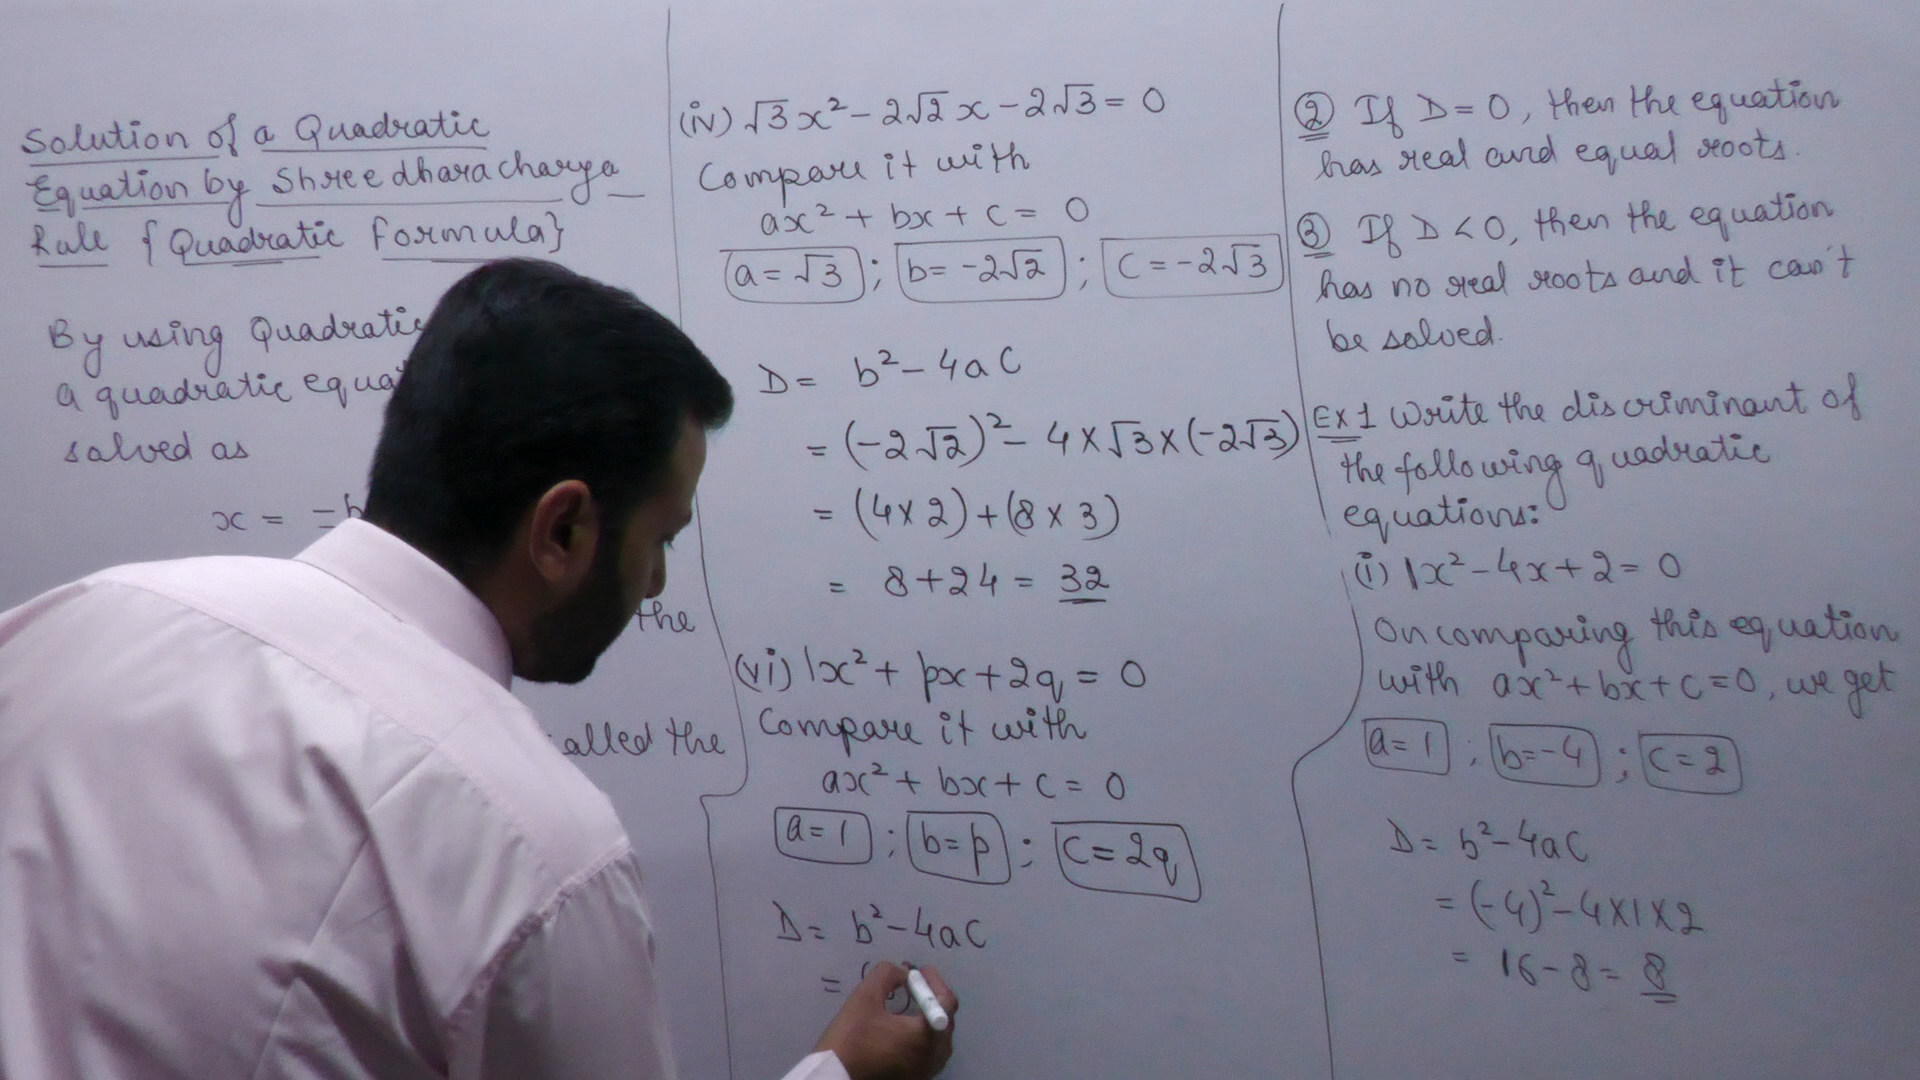 Solution of a Quadratic
Equation by Shreedharacharya
Rule {Quadratic Formula}
By using Quadratic
a quadratic equat
solved as
x = -b
the
alled the
(iv) √3x² - 2√2x - 2√3 = 0
Compare it with
ax² + bx + c = 0
a = √3 ; b = -2√2 ; c = -2√3
D = b² - 4ac
= (-2√2)² - 4 × √3 × (-2√3)
= (4 × 2) + (8 × 3)
= 8 + 24 = 32
(vi) 1x² + px + 2q = 0
Compare it with
ax² + bx + c = 0
a = 1 ; b = p ; c = 2q
D = b² - 4ac
= (
② If D = 0, then the equation
has real and equal roots.
③ If D < 0, then the equation
has no real roots and it can't
be solved.
Ex 1 Write the discriminant of
the following quadratic
equations:
(i) 1x² - 4x + 2 = 0
On comparing this equation
with ax² + bx + c = 0, we get
a = 1 ; b = -4 ; c = 2
D = b² - 4ac
= (-4)² - 4 × 1 × 2
= 16 - 8 = 8